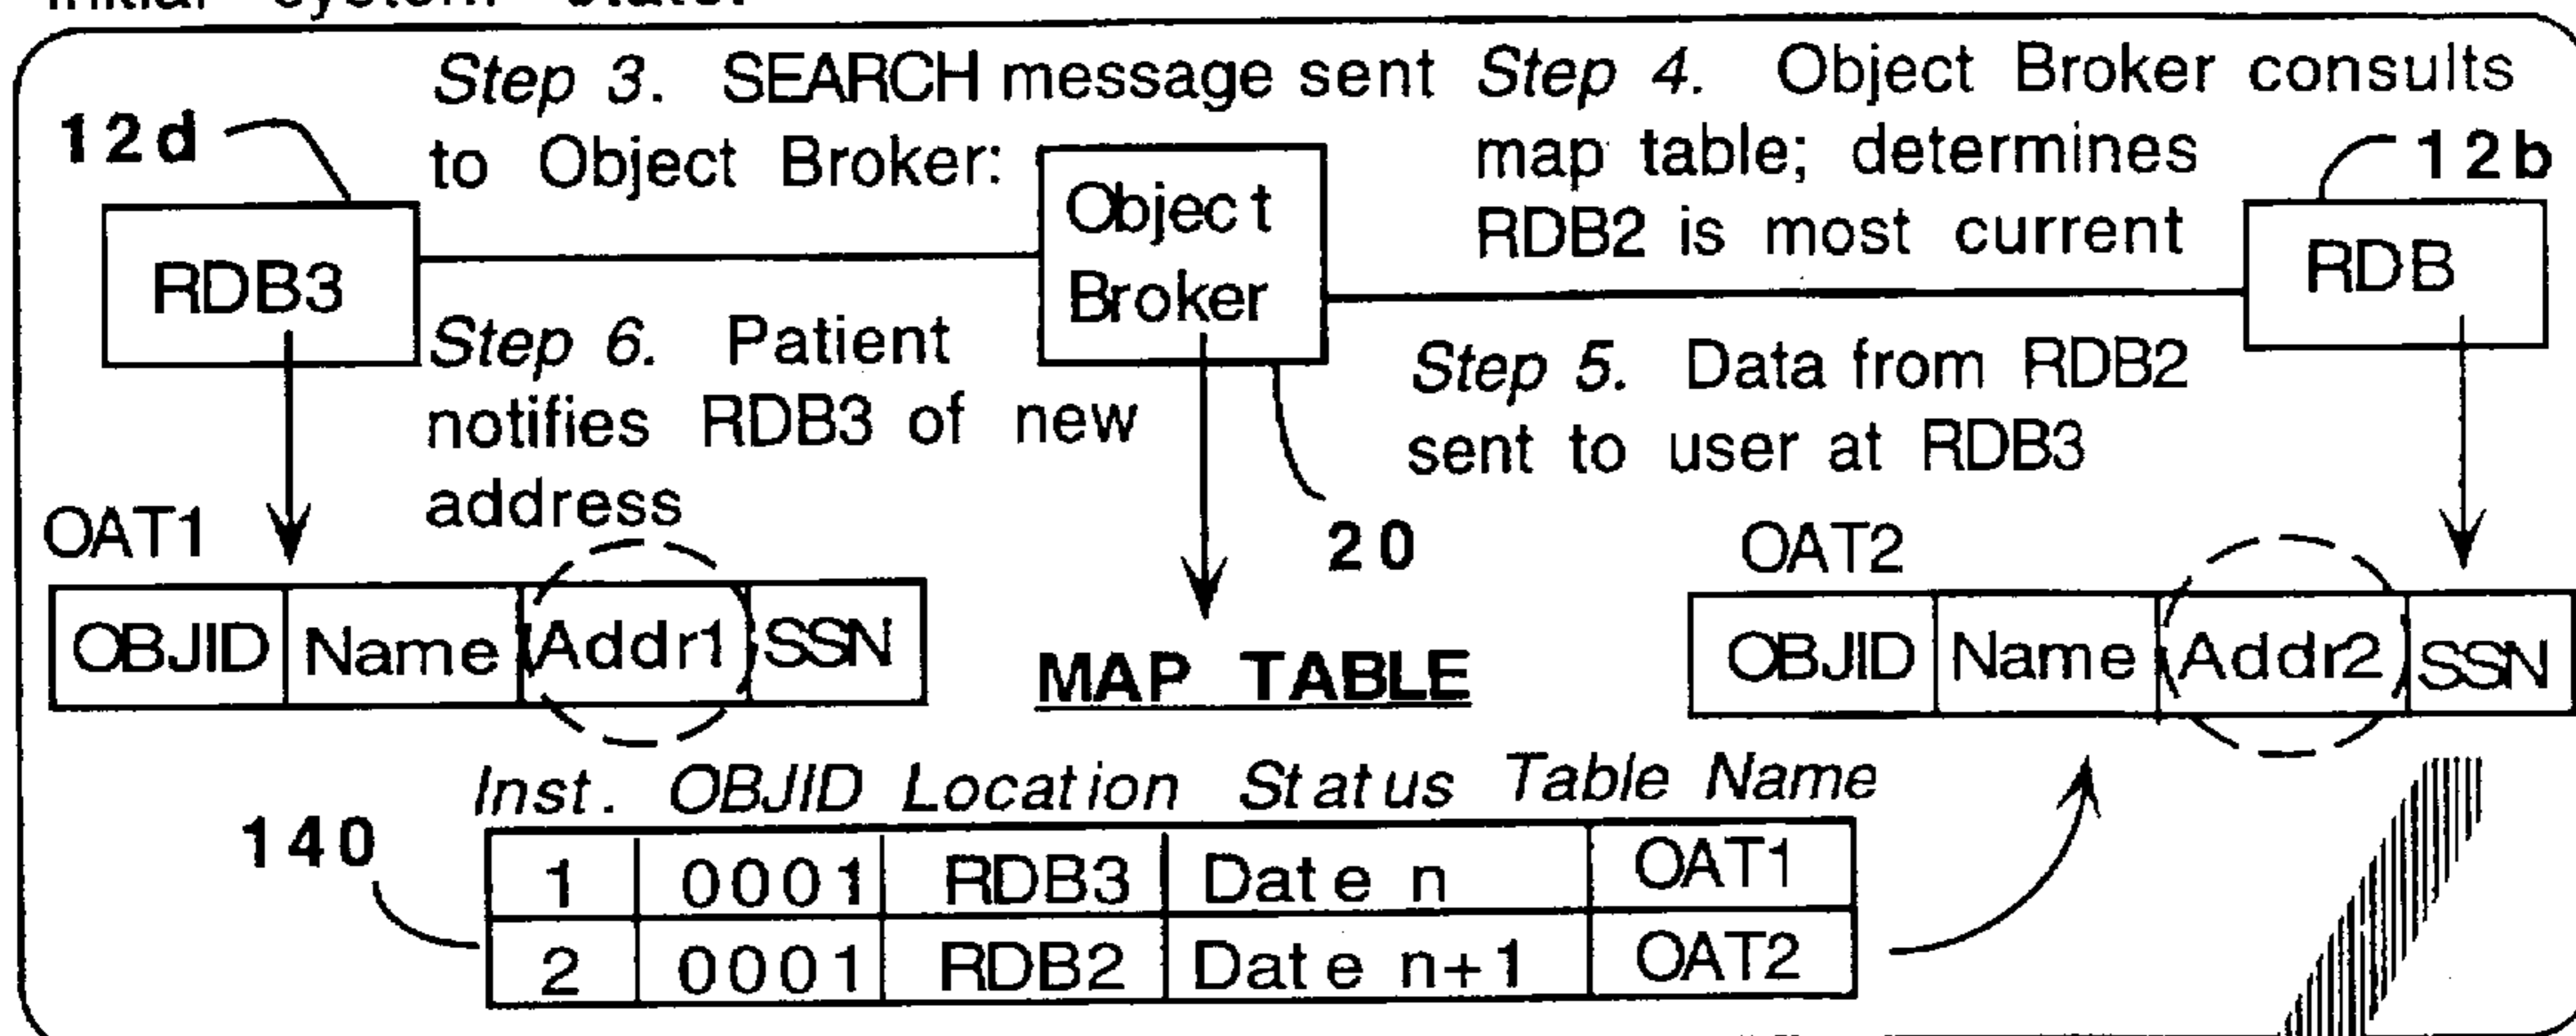 Initial system state:
Step 3. SEARCH message sent
to Object Broker:
Step 4. Object Broker consults
map table; determines
RDB2 is most current
12d
12b
RDB3
Object
Broker
RDB
Step 6. Patient
notifies RDB3 of new
address
Step 5. Data from RDB2
sent to user at RDB3
20
OAT1
OBJID Name Addr1 SSN
OAT2
OBJID Name Addr2 SSN
MAP TABLE
Inst. OBJID Location Status Table Name
140
1 0001 RDB3 Date n OAT1
2 0001 RDB2 Date n+1 OAT2